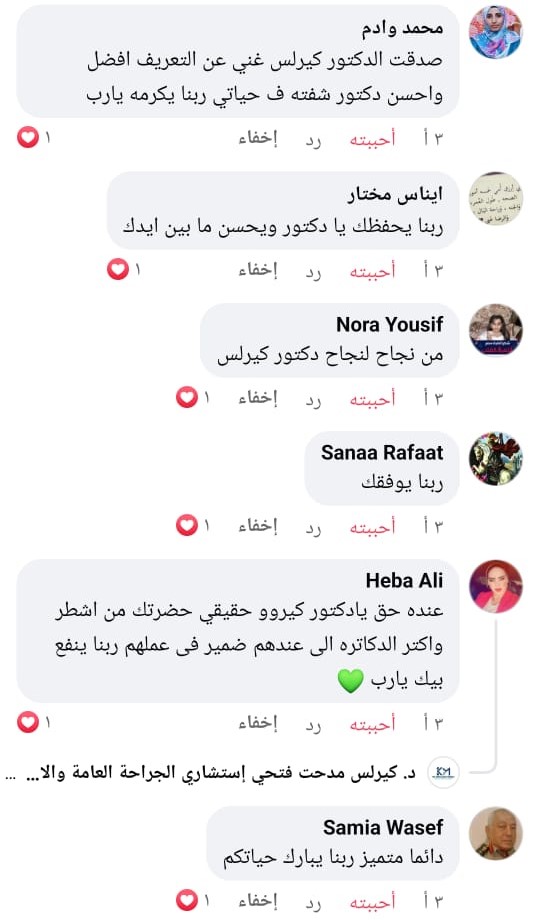 محمد وادم
صدقت الدكتور كيرلس غني عن التعريف افضل
واحسن دكتور شفته ف حياتي ربنا يكرمه يارب
٣ أ أحببته رد إخفاء ١
ايناس مختار
ربنا يحفظك يا دكتور ويحسن ما بين ايدك
٣ أ أحببته رد إخفاء ١
Nora Yousif
من نجاح لنجاح دكتور كيرلس
٣ أ أحببته رد إخفاء ١
Sanaa Rafaat
ربنا يوفقك
٣ أ أحببته رد إخفاء ١
Heba Ali
عنده حق يادكتور كيروو حقيقي حضرتك من اشطر
واكتر الدكاتره الى عندهم ضمير فى عملهم ربنا ينفع
بيك يارب 💚
٣ أ أحببته رد إخفاء ١
KM
د. كيرلس مدحت فتحي إستشاري الجراحة العامة والا... ...
Samia Wasef
دائما متميز ربنا يبارك حياتكم
٣ أ أحببته رد إخفاء ١